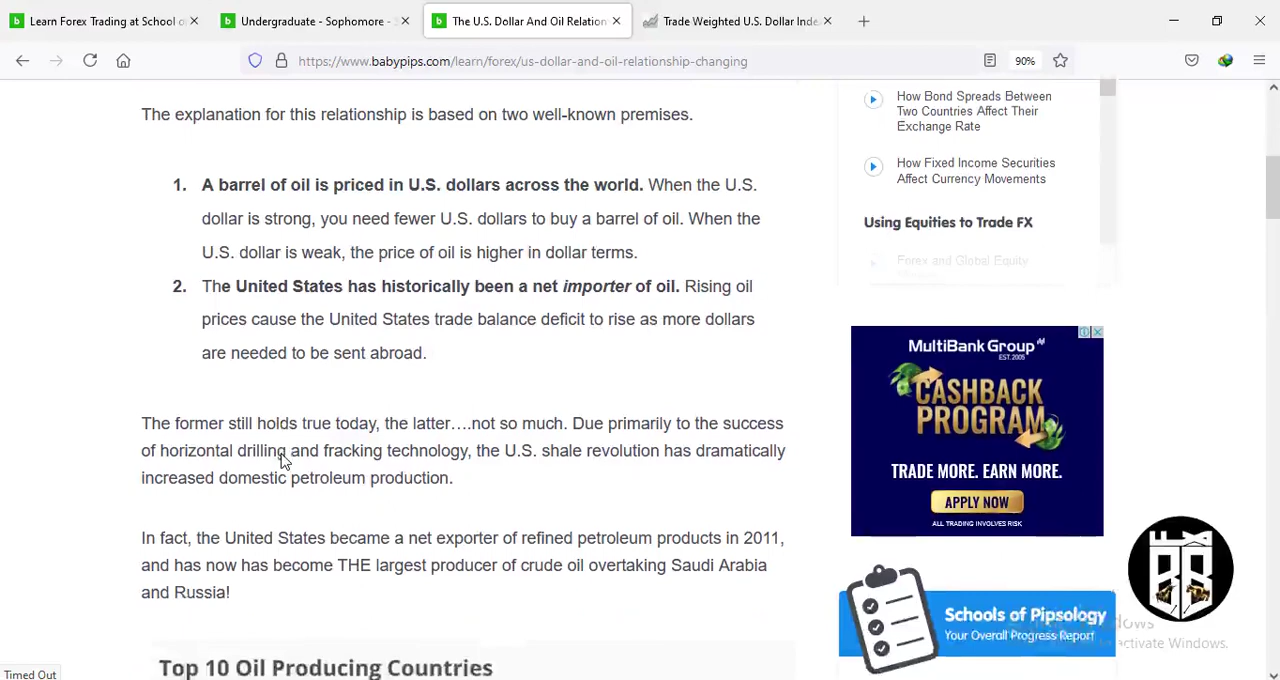 Learn Forex Trading at School o
Undergraduate - Sophomore -
The U.S. Dollar And Oil Relation
Trade Weighted U.S. Dollar Inde
https://www.babypips.com/learn/forex/us-dollar-and-oil-relationship-changing
90%
The explanation for this relationship is based on two well-known premises.
1. A barrel of oil is priced in U.S. dollars across the world. When the U.S.
dollar is strong, you need fewer U.S. dollars to buy a barrel of oil. When the
U.S. dollar is weak, the price of oil is higher in dollar terms.
2. The United States has historically been a net importer of oil. Rising oil
prices cause the United States trade balance deficit to rise as more dollars
are needed to be sent abroad.
The former still holds true today, the latter….not so much. Due primarily to the success
of horizontal drilling and fracking technology, the U.S. shale revolution has dramatically
increased domestic petroleum production.
In fact, the United States became a net exporter of refined petroleum products in 2011,
and has now has become THE largest producer of crude oil overtaking Saudi Arabia
and Russia!
Top 10 Oil Producing Countries
Timed Out
How Bond Spreads Between
Two Countries Affect Their
Exchange Rate
How Fixed Income Securities
Affect Currency Movements
Using Equities to Trade FX
Forex and Global Equity
MultiBank Group
EST. 2005
CASHBACK
PROGRAM
TRADE MORE. EARN MORE.
APPLY NOW
ALL TRADING INVOLVES RISK
Schools of Pipsology
Your Overall Progress Report
FX
BB
activate Windows.